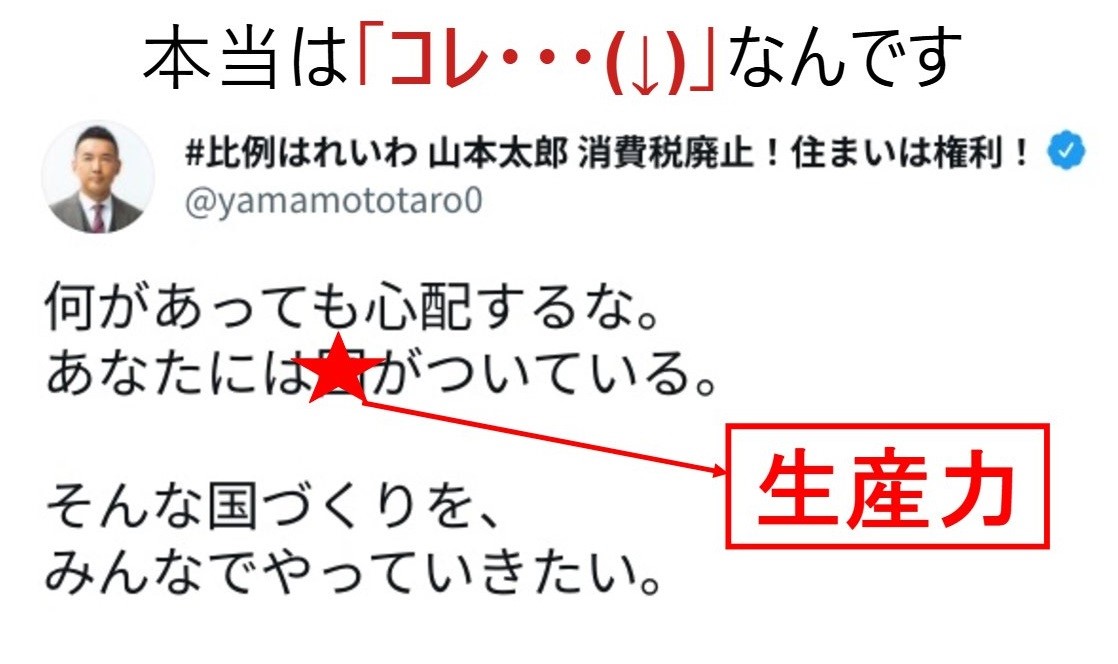 本当は「コレ・・・(↓)」なんです
#比例はれいわ 山本太郎 消費税廃止！住まいは権利！
@yamamototaro0
何があっても心配するな。
あなたには★がついている。
生産力
そんな国づくりを、
みんなでやっていきたい。